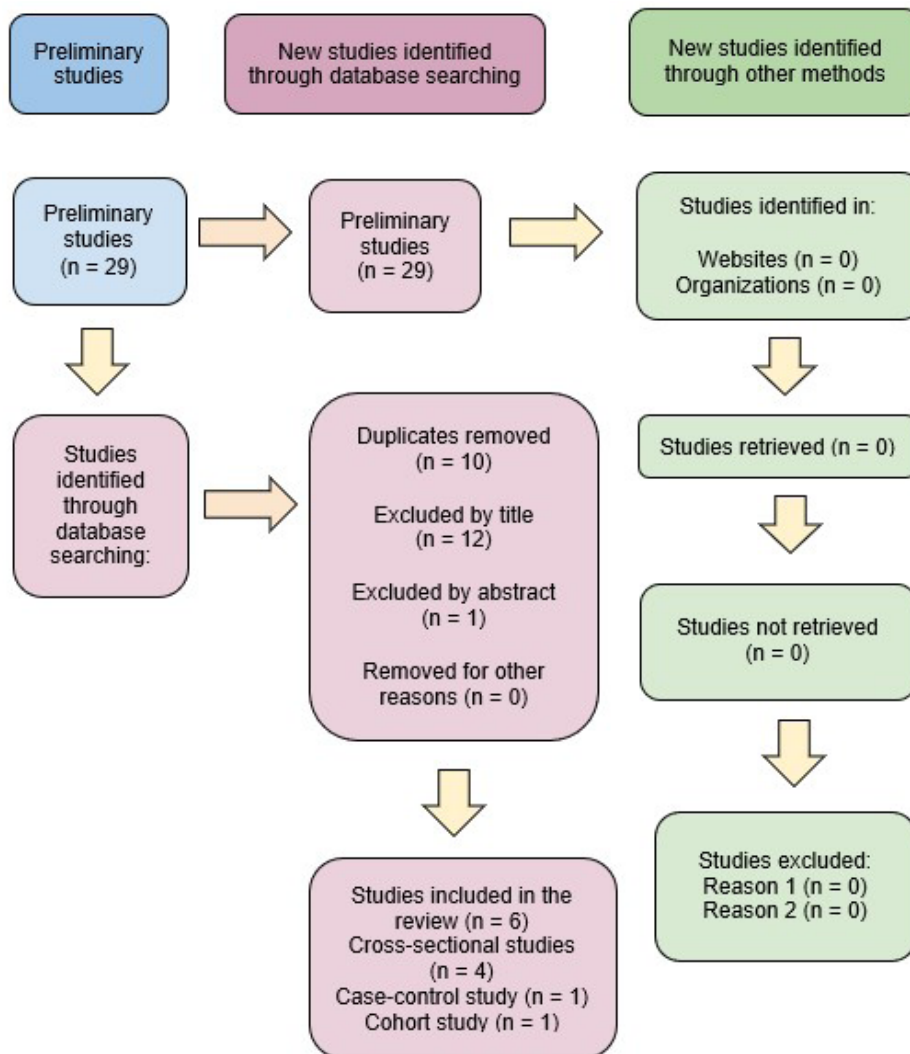 Preliminary
studies
New studies identified
through database searching
New studies identified
through other methods
Preliminary
studies
(n = 29)
Preliminary
studies
(n = 29)
Studies identified in:
Websites (n = 0)
Organizations (n = 0)
Studies
identified
through
database
searching:
Duplicates removed
(n = 10)
Excluded by title
(n = 12)
Excluded by abstract
(n = 1)
Removed for other
reasons (n = 0)
Studies retrieved (n = 0)
Studies not retrieved
(n = 0)
Studies included in the
review (n = 6)
Cross-sectional studies
(n = 4)
Case-control study (n = 1)
Cohort study (n = 1)
Studies excluded:
Reason 1 (n = 0)
Reason 2 (n = 0)